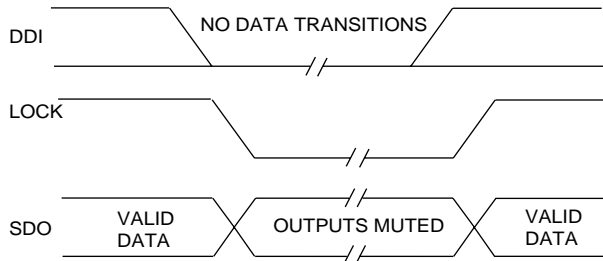 NO DATA TRANSITIONS
DDI
LOCK
SDO
VALID
DATA
OUTPUTS MUTED
VALID
DATA